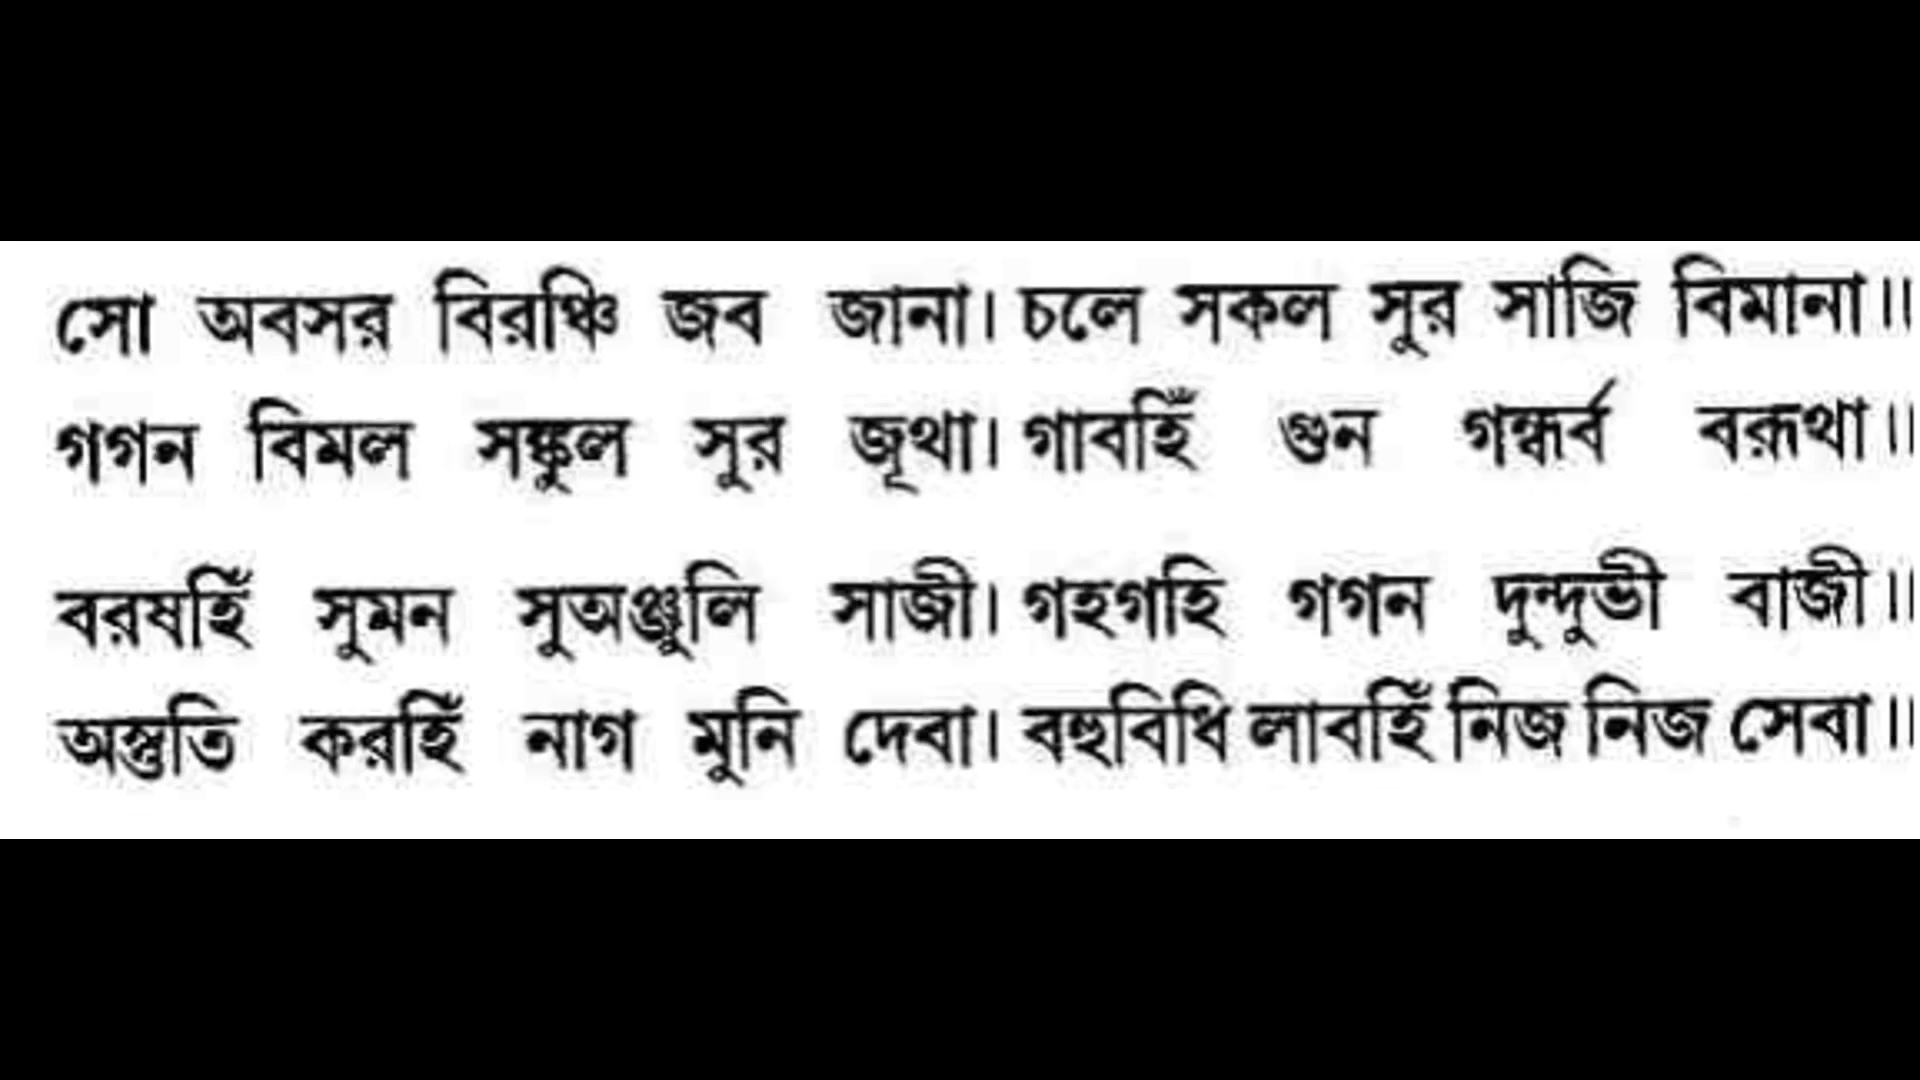 সো অবসর বিরঞ্চি জব জানা। চলে সকল সুর সাজি বিমানা॥
গগন বিমল সঙ্কুল সুর জূথা। গাবহিঁ গুন গন্ধর্ব বরূথা॥
বরষহিঁ সুমন সুঅঞ্জুলি সাজী। গহগহি গগন দুন্দুভী বাজী॥
অস্তুতি করহিঁ নাগ মুনি দেবা। বহুবিধি লাবহিঁ নিজ নিজ সেবা॥